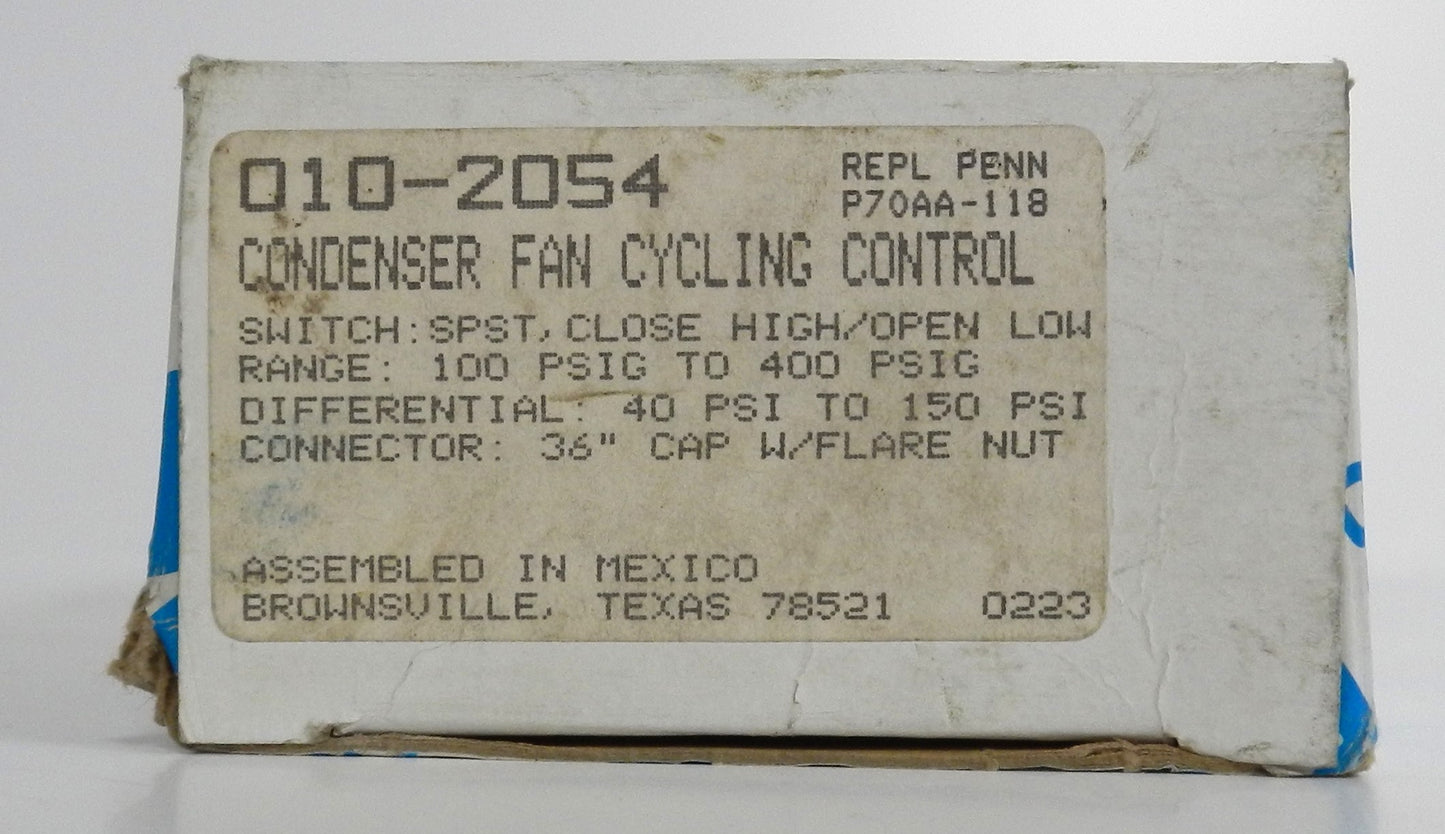 010-2054
REPL PENN
P70AA-118
CONDENSER FAN CYCLING CONTROL
SWITCH: SPST, CLOSE HIGH/OPEN LOW
RANGE: 100 PSIG TO 400 PSIG
DIFFERENTIAL: 40 PSI TO 150 PSI
CONNECTOR: 36" CAP W/FLARE NUT
ASSEMBLED IN MEXICO
BROWNSVILLE, TEXAS 78521 0223